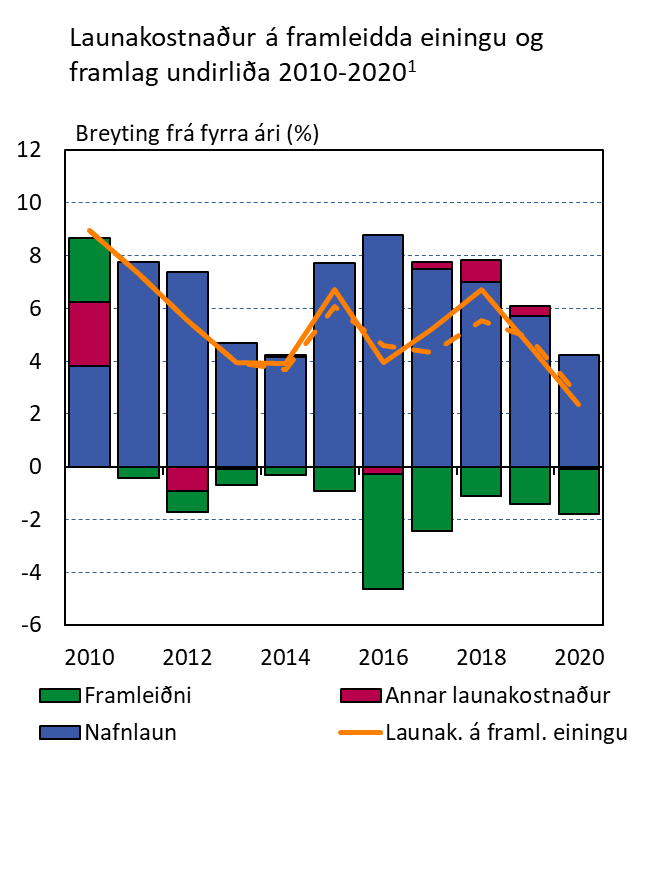 Launakostnaður á framleidda einingu og
framlag undirliða 2010-2020¹
Breyting frá fyrra ári (%)
12
10
8
6
4
2
0
-2
-4
-6
2010 2012 2014 2016 2018 2020
Framleiðni Annar launakostnaður
Nafnlaun Launak. á framl. einingu